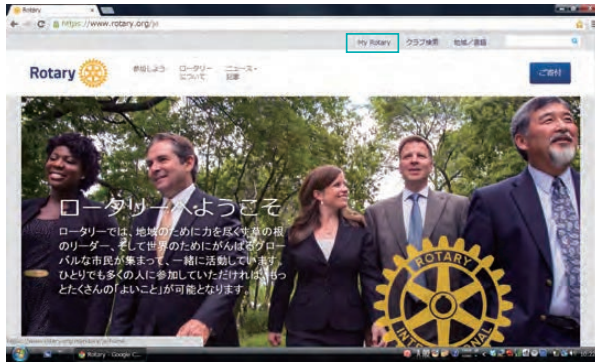 Rotary
https://www.rotary.org/ja
My Rotary クラブ検索 地域／言語
Rotary
参加しよう ロータリーについて ニュース・記事
ご寄付
ロータリーへようこそ
ロータリーでは、地域のために力を尽くす草の根
のリーダー、そして世界のためにがんばるグロー
バルな市民が集まって、一緒に活動しています。
ひとりでも多くの人に参加していただければ、もっ
とたくさんの「よいこと」が可能となります。
ROTARY
INTERNATIONAL
Rotary - Google C...